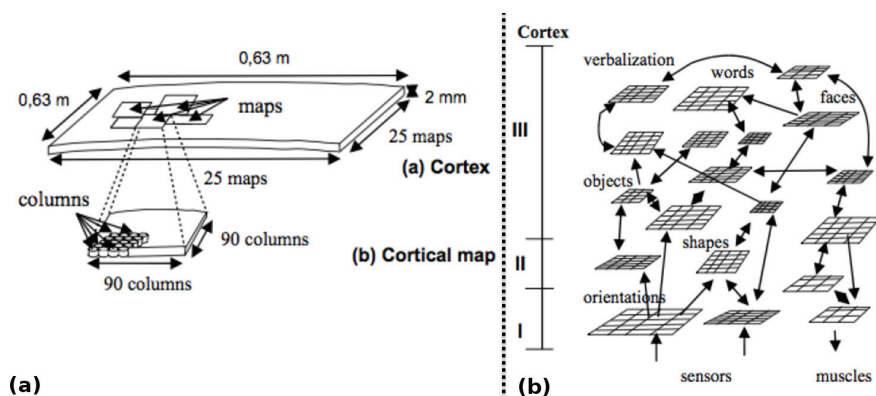 0,63 m
0,63 m
2 mm
maps
25 maps
(a) Cortex
25 maps
columns
90 columns
(b) Cortical map
90 columns
(a)
Cortex
verbalization
words
faces
III
objects
shapes
II
orientations
I
sensors
muscles
(b)